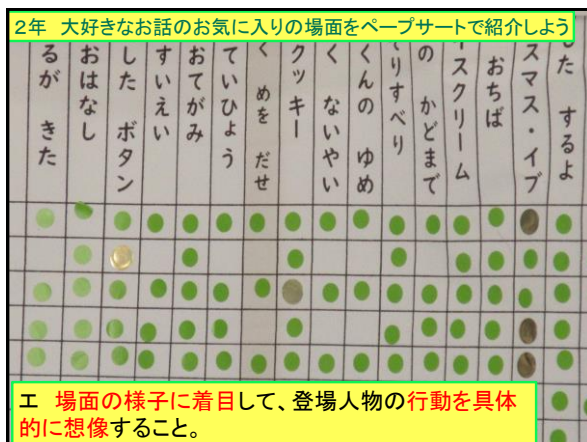 2年 大好きなお話のお気に入りの場面をペープサートで紹介しよう
した するよ
スマス・イブ
おちば
イスクリーム
の かどまで
りすべり
くんの ゆめ
く ないやい
クッキー
く めを だせ
ていひょう
おてがみ
すいえい
した ボタン
おはなし
るが きた
エ 場面の様子に着目して、登場人物の行動を具体
的に想像すること。